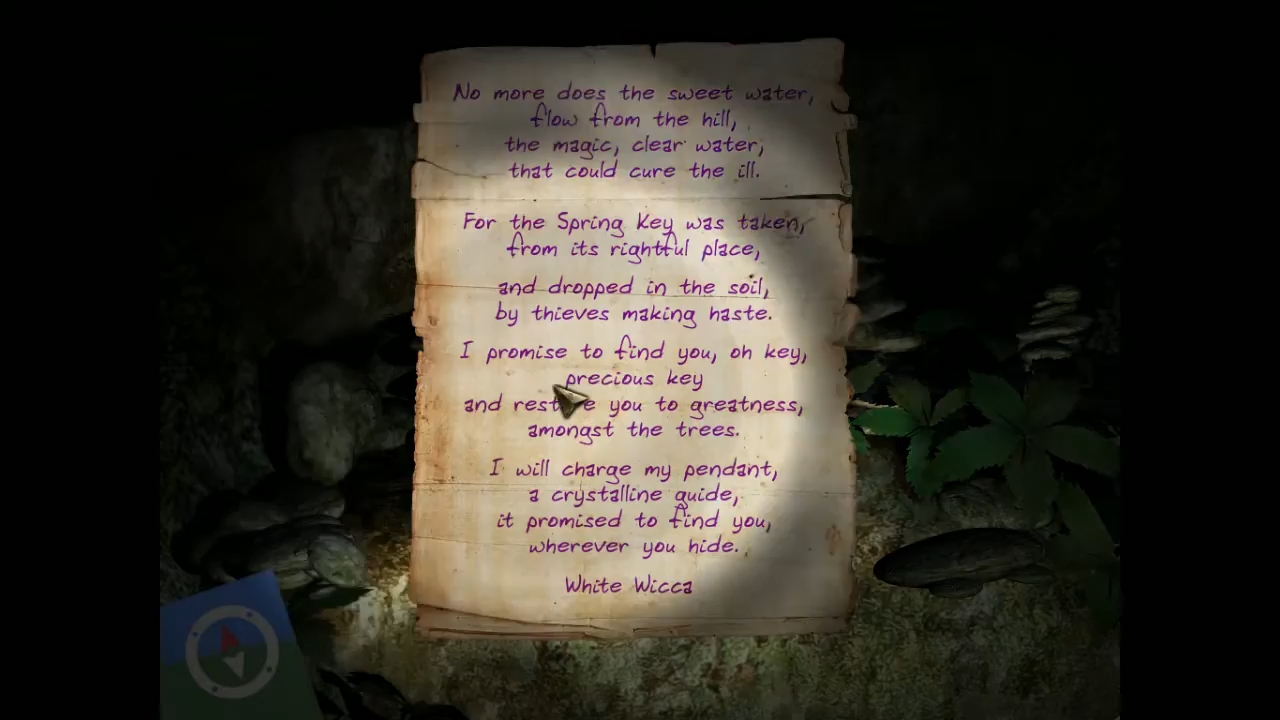 No more does the sweet water,
flow from the hill,
the magic, clear water,
that could cure the ill.
For the Spring Key was taken,
from its rightful place,
and dropped in the soil,
by thieves making haste.
I promise to find you, oh key,
precious key
and restore you to greatness,
amongst the trees.
I will charge my pendant,
a crystalline guide,
it promised to find you,
wherever you hide.
White Wicca